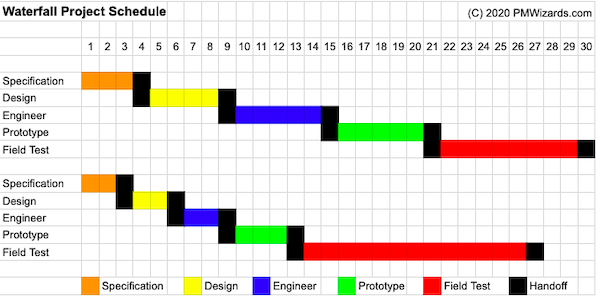 Waterfall Project Schedule (C) 2020 PMWizards.com
1 2 3 4 5 6 7 8 9 10 11 12 13 14 15 16 17 18 19 20 21 22 23 24 25 26 27 28 29 30
Specification
Design
Engineer
Prototype
Field Test
Specification
Design
Engineer
Prototype
Field Test
Specification Design Engineer Prototype Field Test Handoff